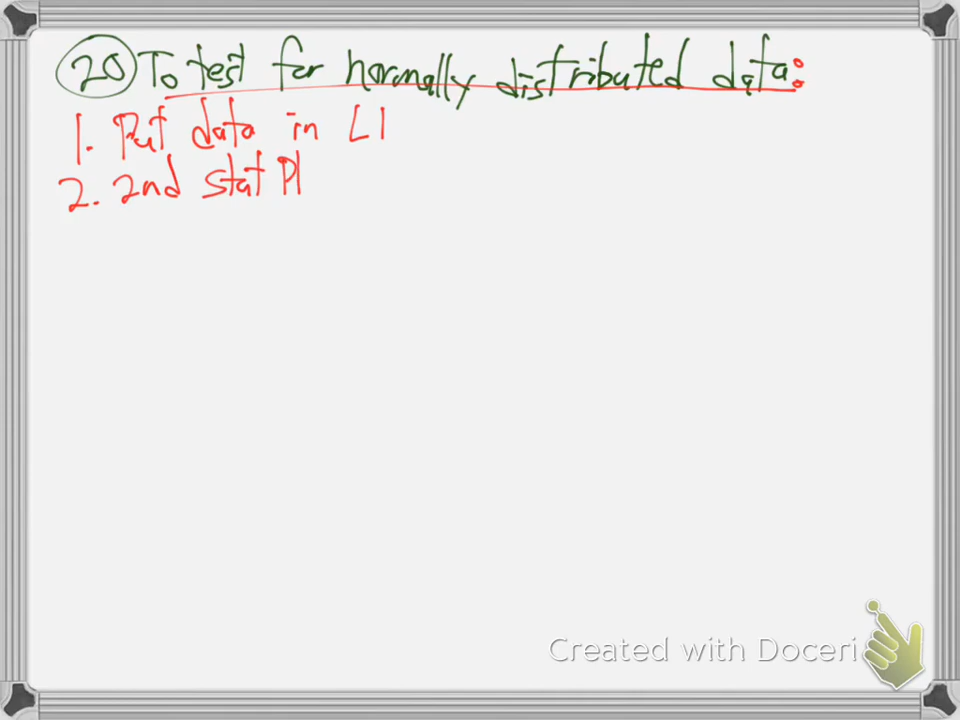 20 To test for normally distributed data:
1. Put data in L1
2. 2nd stat Pl
Created with Doceri